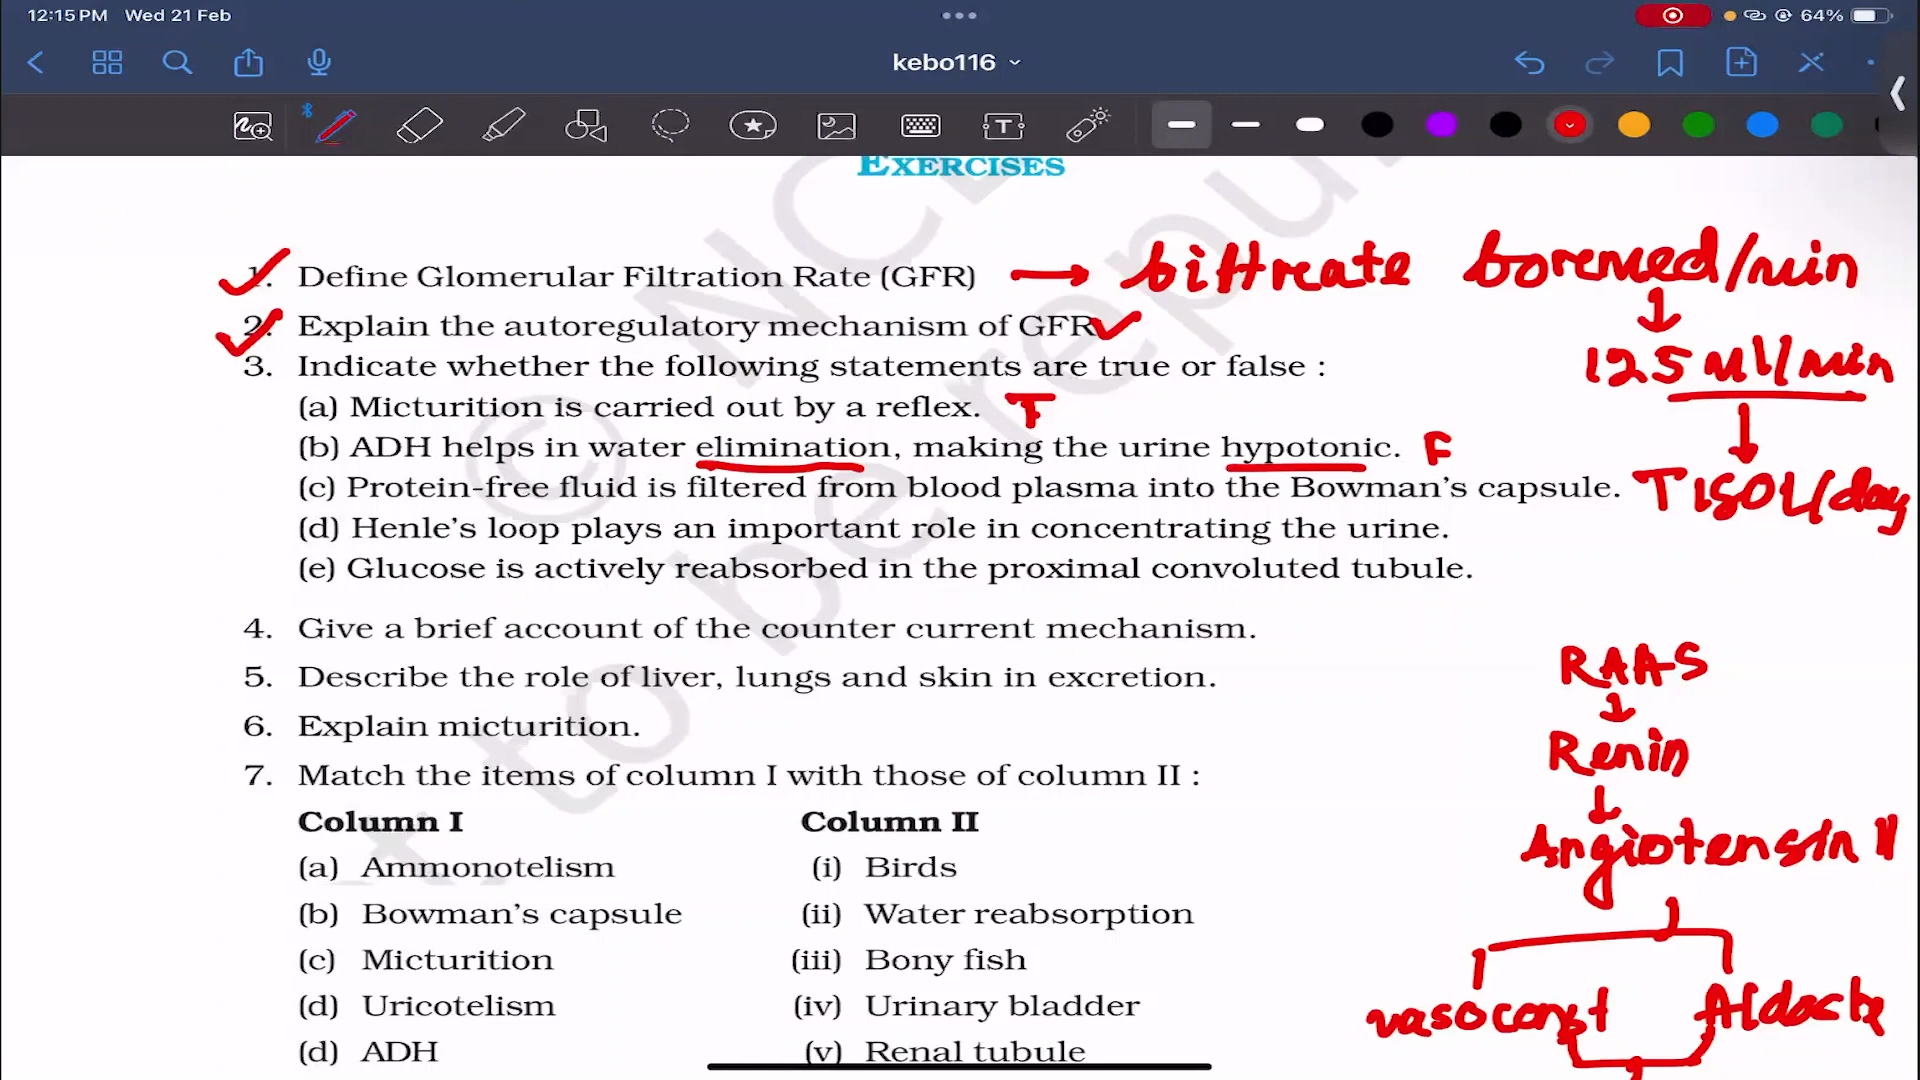 12:15 PM Wed 21 Feb
64%
kebo116
EXERCISES
1. Define Glomerular Filtration Rate (GFR) → filtreate foremed/min
↓
125 Ml/min
↓
180L/day
2. Explain the autoregulatory mechanism of GFR
3. Indicate whether the following statements are true or false :
(a) Micturition is carried out by a reflex. T
(b) ADH helps in water elimination, making the urine hypotonic. F
(c) Protein-free fluid is filtered from blood plasma into the Bowman's capsule. T
(d) Henle's loop plays an important role in concentrating the urine.
(e) Glucose is actively reabsorbed in the proximal convoluted tubule.
4. Give a brief account of the counter current mechanism.
5. Describe the role of liver, lungs and skin in excretion.
6. Explain micturition.
7. Match the items of column I with those of column II :
Column I Column II
(a) Ammonotelism (i) Birds
(b) Bowman's capsule (ii) Water reabsorption
(c) Micturition (iii) Bony fish
(d) Uricotelism (iv) Urinary bladder
(d) ADH (v) Renal tubule
RAAS
↓
Renin
↓
Angiotensin II
vasoconst
© NCE
to be repu